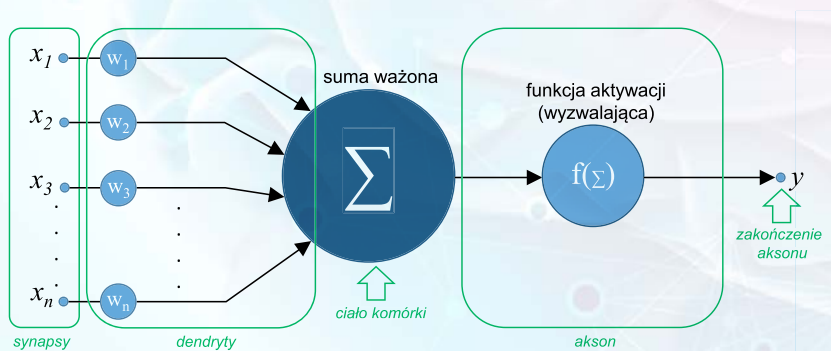 x1
w1
x2
w2
x3
w3
xn
wn
suma ważona
Σ
funkcja aktywacji
(wyzwalająca)
f(Σ)
y
zakończenie
aksonu
ciało komórki
synapsy
dendryty
akson